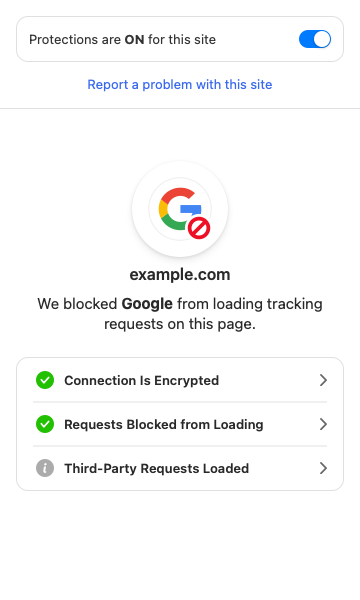 Protections are ON for this site
Report a problem with this site
example.com
We blocked Google from loading tracking
requests on this page.
Connection Is Encrypted
Requests Blocked from Loading
Third-Party Requests Loaded